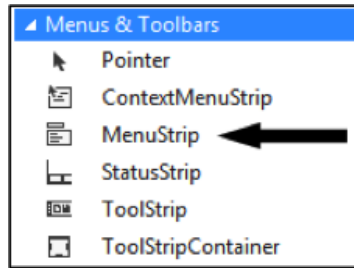 Menus & Toolbars
Pointer
ContextMenuStrip
MenuStrip
StatusStrip
ToolStrip
ToolStripContainer